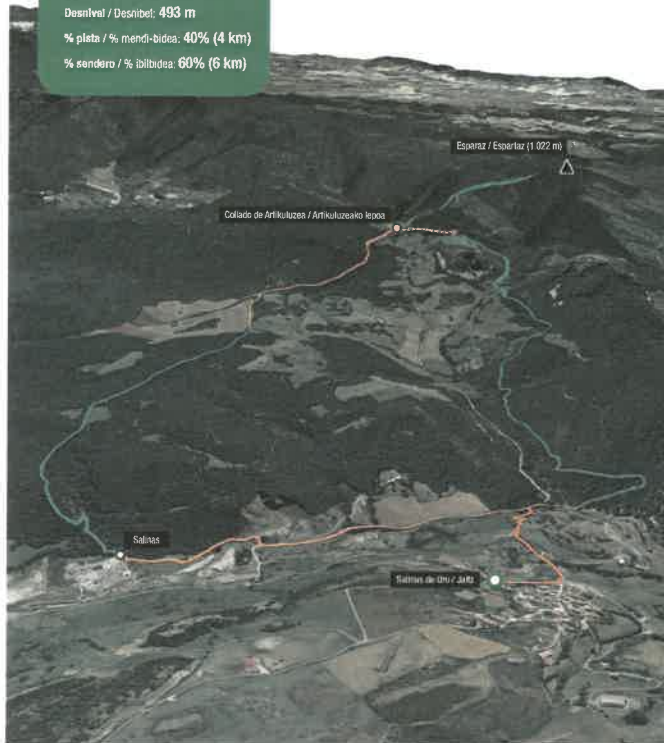 Desnivel / Desnibel: 493 m
% pista / % mendi-bidea: 40% (4 km)
% sendero / % ibilbidea: 60% (6 km)
Esparaz / Espartaz (1.022 m)
Collado de Artikuluzea / Artikuluzeako lepoa
Salinas
Salinas de Oro / Jaitz